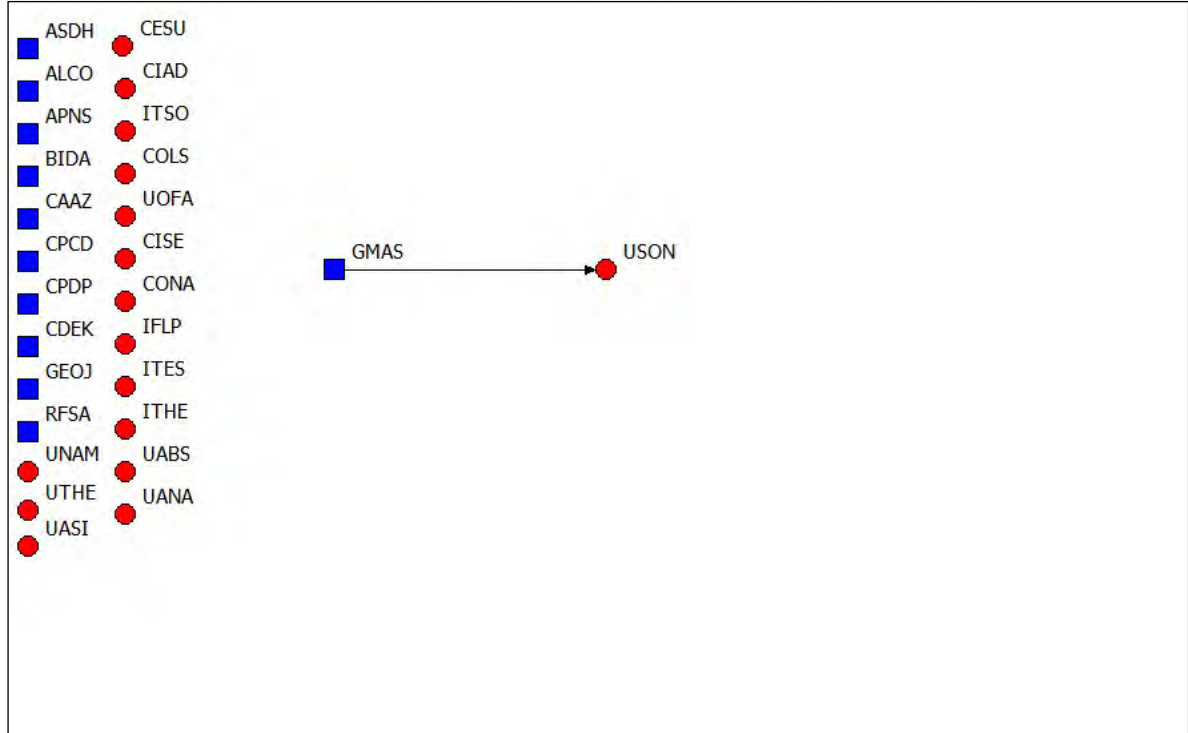 ASDH
ALCO
APNS
BIDA
CAAZ
CPCD
CPDP
CDEK
GEOJ
RFSA
UNAM
UTHE
UASI
CESU
CIAD
ITSO
COLS
UOFA
CISE
CONA
IFLP
ITES
ITHE
UABS
UANA
GMAS
USON